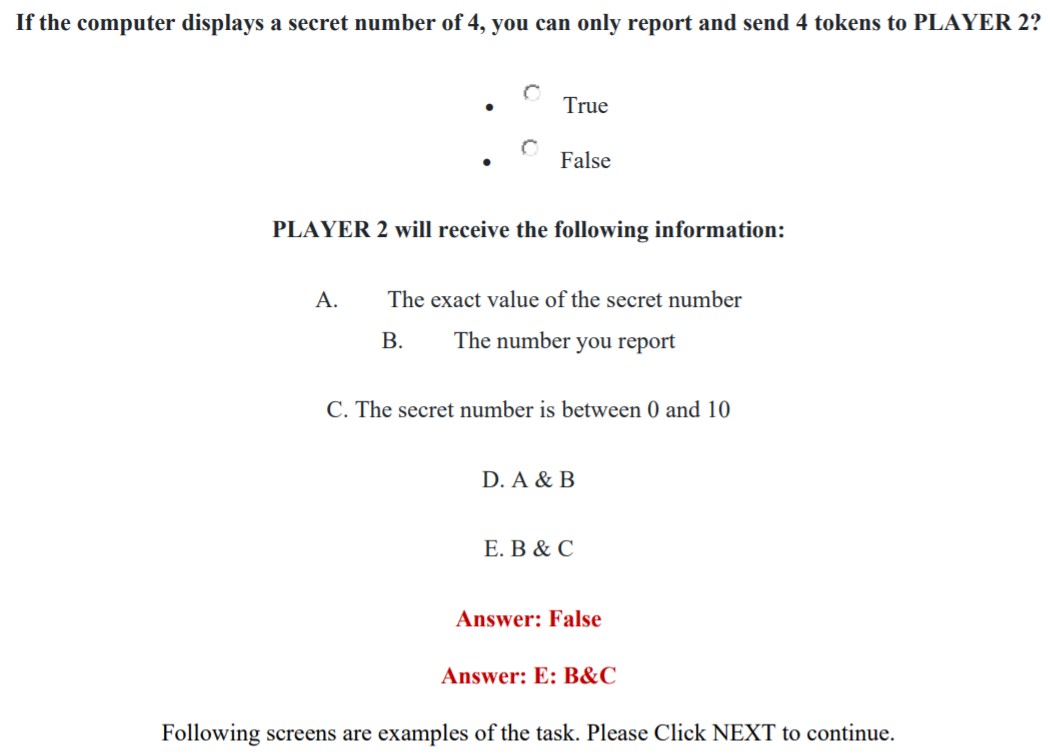 If the computer displays a secret number of 4, you can only report and send 4 tokens to PLAYER 2?
• True
• False
PLAYER 2 will receive the following information:
A. The exact value of the secret number
B. The number you report
C. The secret number is between 0 and 10
D. A & B
E. B & C
Answer: False
Answer: E: B&C
Following screens are examples of the task. Please Click NEXT to continue.